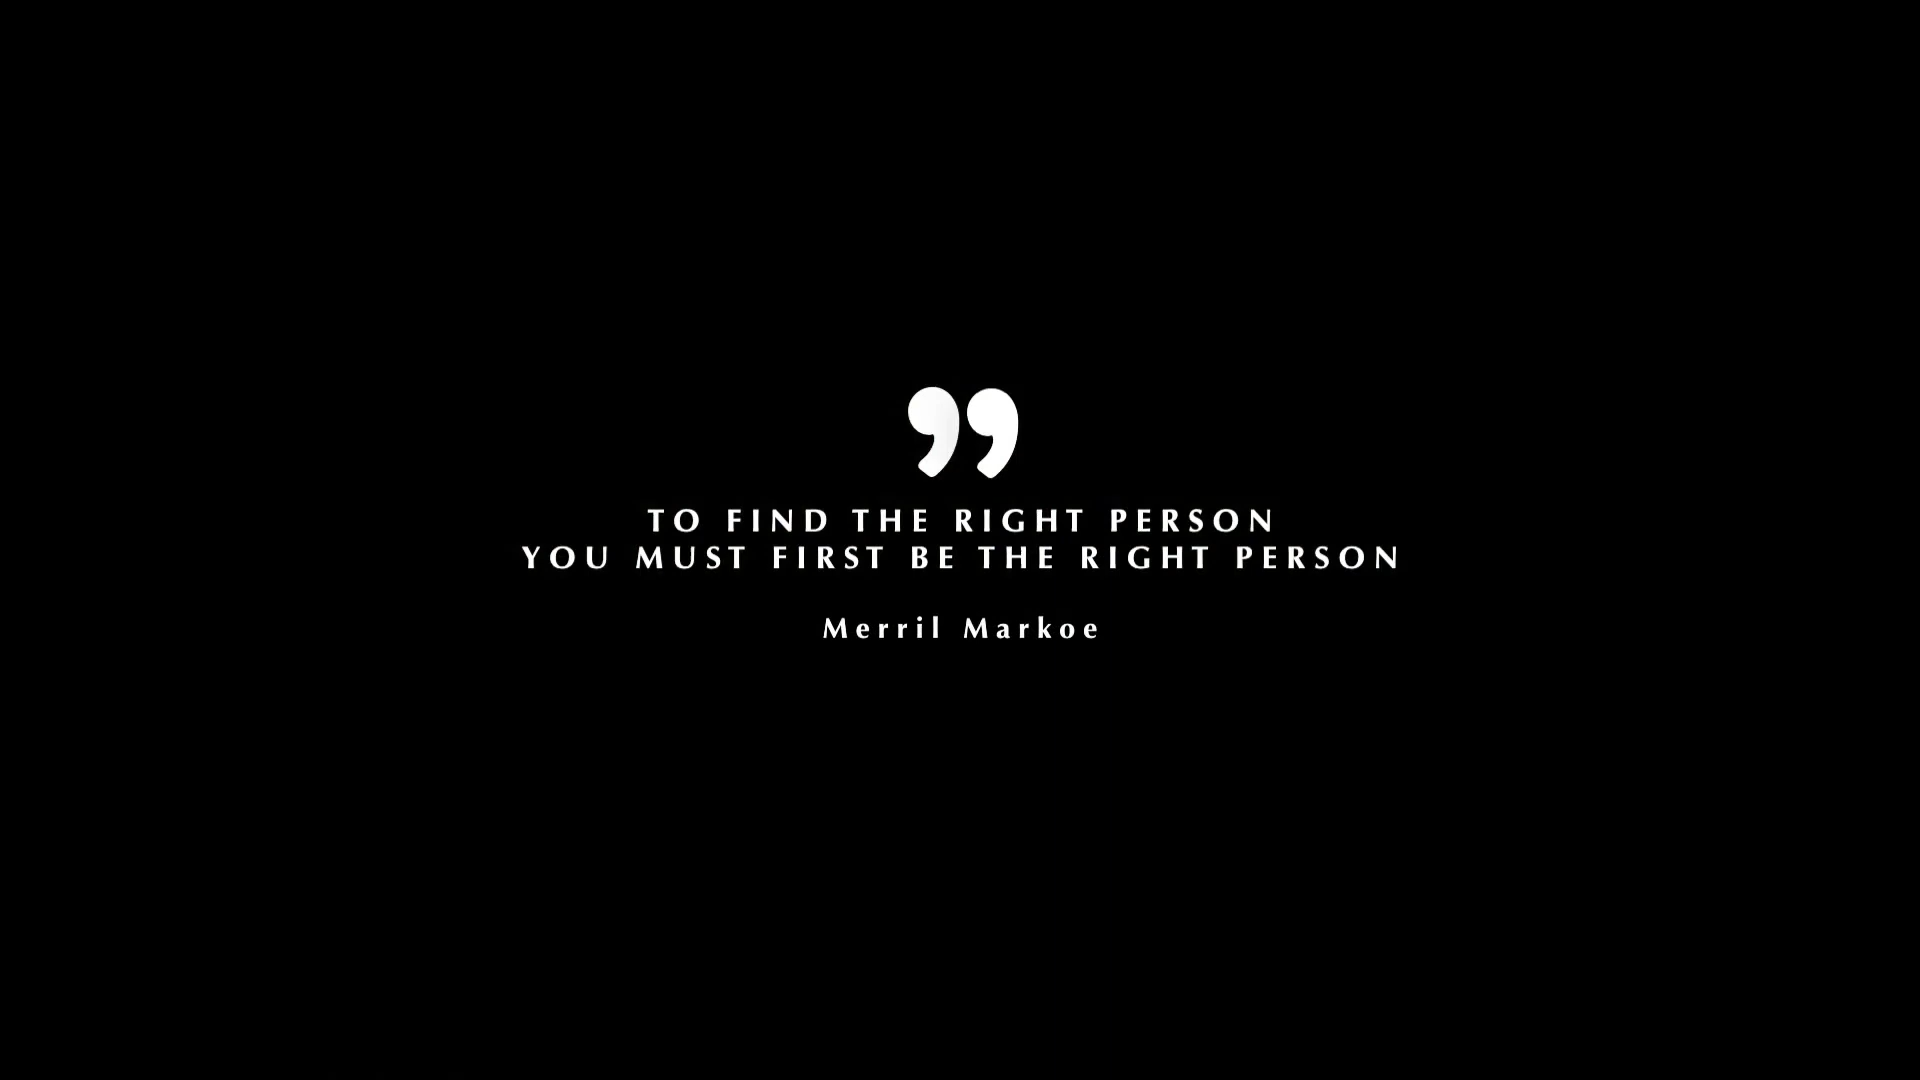 ”
TO FIND THE RIGHT PERSON
YOU MUST FIRST BE THE RIGHT PERSON
Merril Markoe